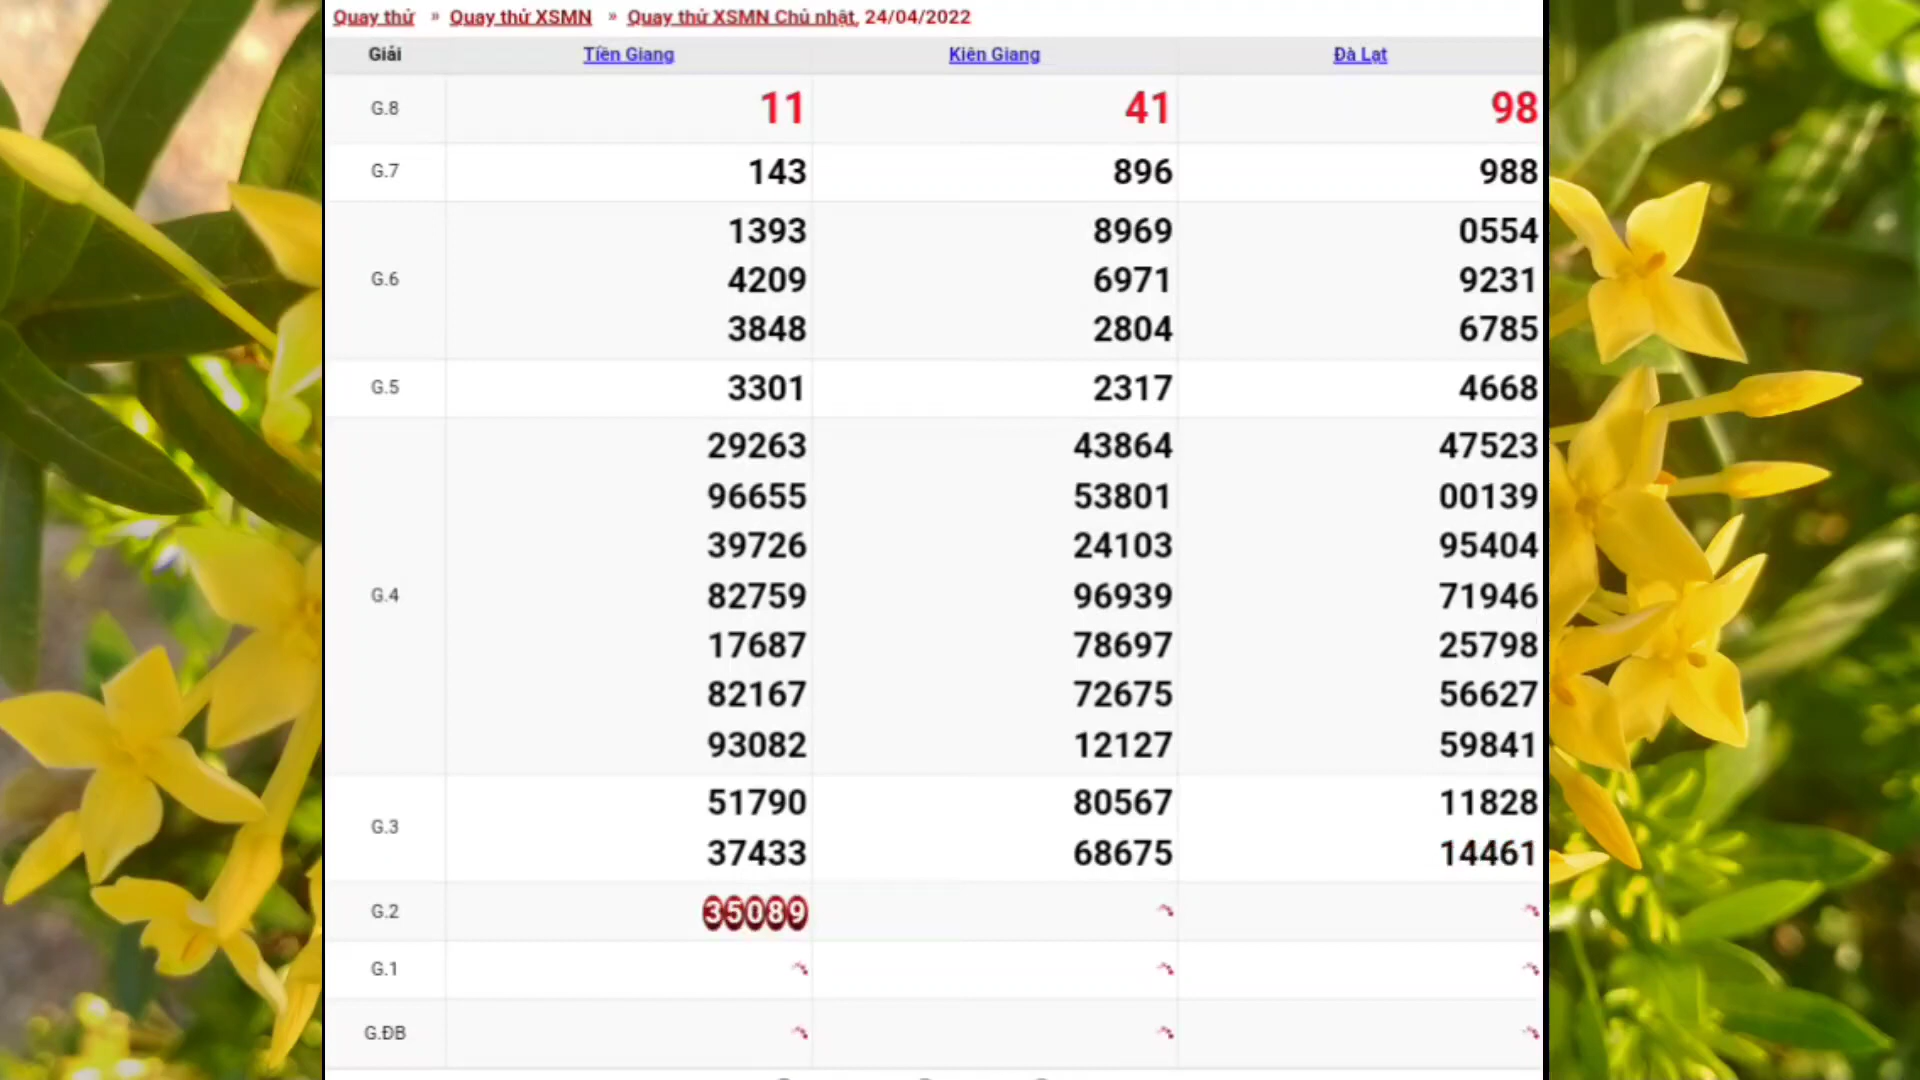 Quay thử » Quay thử XSMN » Quay thử XSMN Chủ nhật, 24/04/2022
Giải Tiền Giang Kiên Giang Đà Lạt
G.8 11 41 98
G.7 143 896 988
G.6 1393 8969 0554
4209 6971 9231
3848 2804 6785
G.5 3301 2317 4668
G.4 29263 43864 47523
96655 53801 00139
39726 24103 95404
82759 96939 71946
17687 78697 25798
82167 72675 56627
93082 12127 59841
G.3 51790 80567 11828
37433 68675 14461
G.2 35089
G.1
G.ĐB